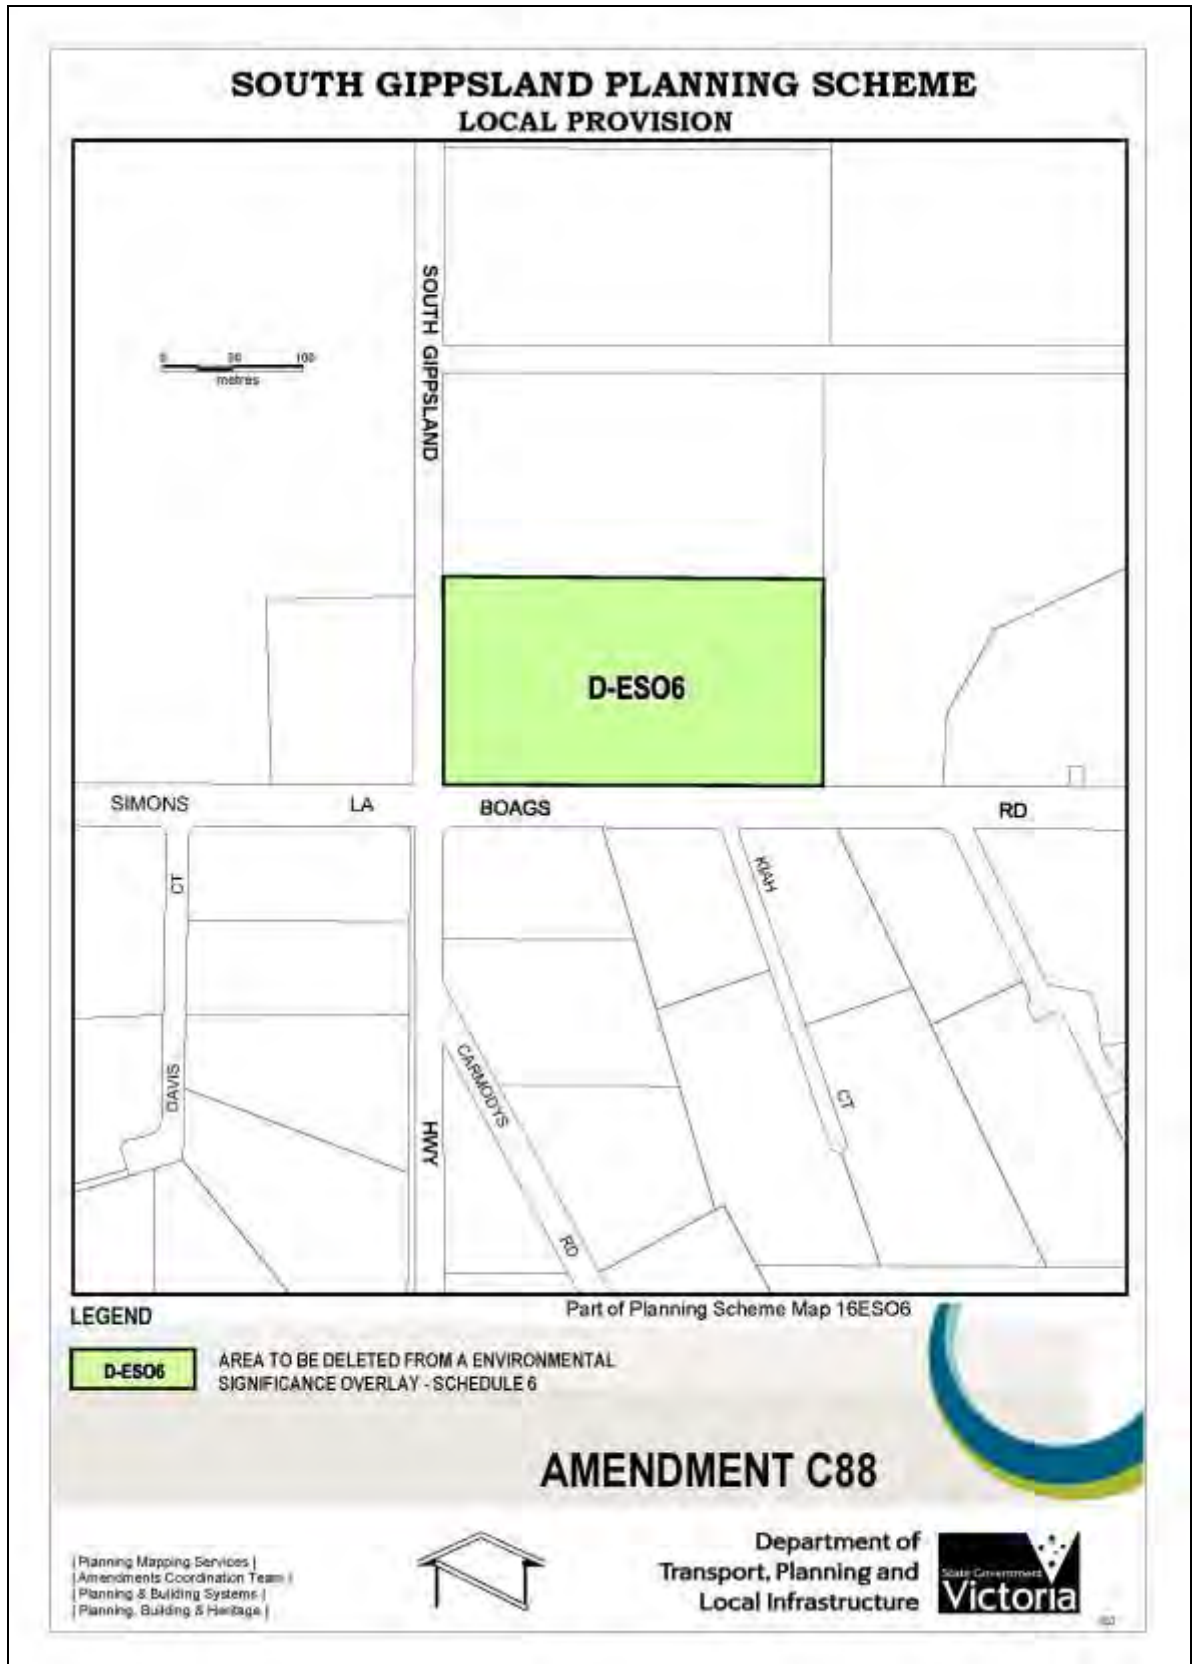 SOUTH GIPPSLAND PLANNING SCHEME
LOCAL PROVISION
SOUTH GIPPSLAND
0 50 100
metres
D-ESO6
SIMONS LA BOAGS RD
CT
KIAH
DAVIS
CARMODYS
CT
HWY
RD
LEGEND
Part of Planning Scheme Map 16ESO6
D-ESO6
AREA TO BE DELETED FROM A ENVIRONMENTAL
SIGNIFICANCE OVERLAY - SCHEDULE 6
AMENDMENT C88
| Planning Mapping Services |
| Amendments Coordination Team |
| Planning & Building Systems |
| Planning, Building & Heritage |
Department of
Transport, Planning and
Local Infrastructure
State Government
Victoria